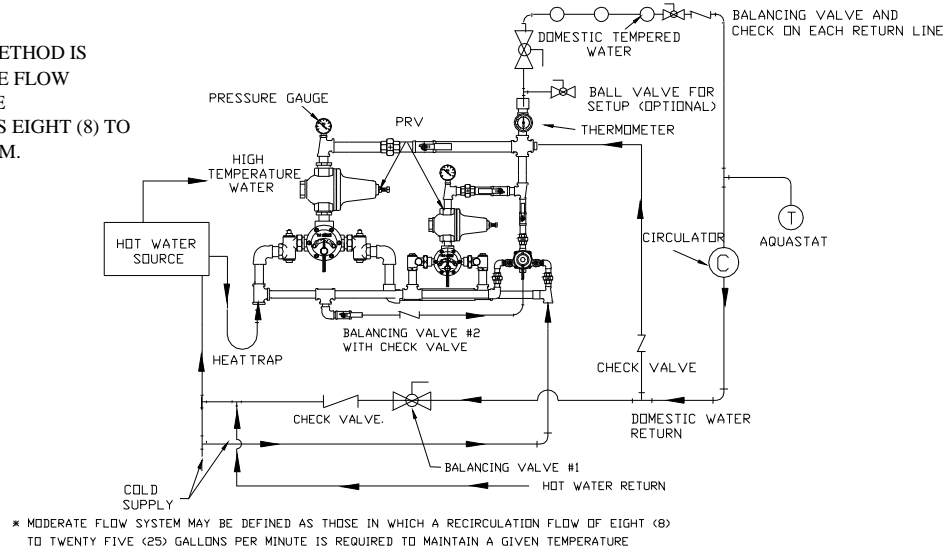 ETHOD IS
E FLOW
E
S EIGHT (8) TO
M.
BALANCING VALVE AND
CHECK ON EACH RETURN LINE
DOMESTIC TEMPERED
WATER
PRESSURE GAUGE
PRV
BALL VALVE FOR
SETUP (OPTIONAL)
THERMOMETER
HIGH
TEMPERATURE
WATER
HOT WATER
SOURCE
T
AQUASTAT
CIRCULATOR
C
BALANCING VALVE #2
WITH CHECK VALVE
HEAT TRAP
CHECK VALVE
CHECK VALVE.
DOMESTIC WATER
RETURN
BALANCING VALVE #1
HOT WATER RETURN
COLD
SUPPLY
* MODERATE FLOW SYSTEM MAY BE DEFINED AS THOSE IN WHICH A RECIRCULATION FLOW OF EIGHT (8)
TO TWENTY FIVE (25) GALLONS PER MINUTE IS REQUIRED TO MAINTAIN A GIVEN TEMPERATURE